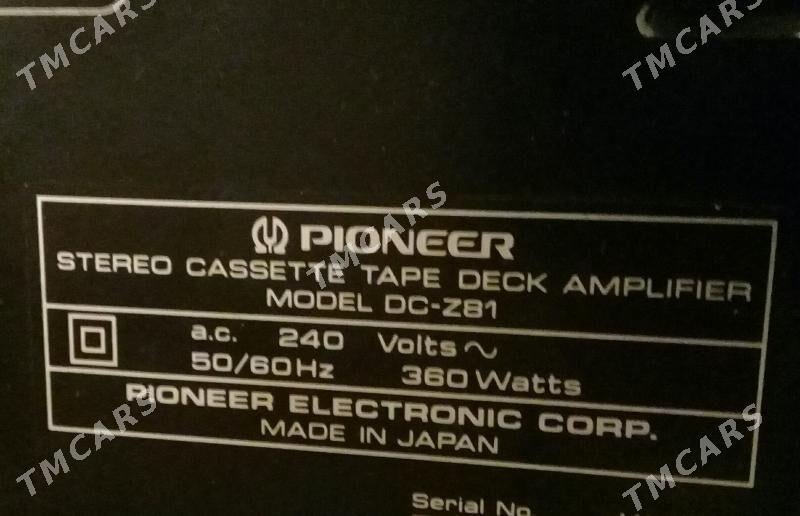 TMCARS
TMCARS
PIONEER
TMCARS
STEREO CASSETTE TAPE DECK AMPLIFIER
MODEL DC-Z81
a.c. 240 Volts ~
50/60Hz 360 Watts
PIONEER ELECTRONIC CORP.
MADE IN JAPAN
TMCARS
TMCARS
Serial No.